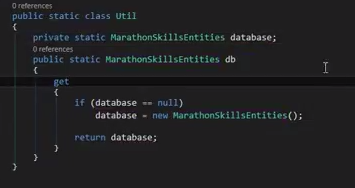 0 references
public static class Util
{
private static MarathonSkillsEntities database;
0 references
public static MarathonSkillsEntities db
{
get
{
if (database == null)
database = new MarathonSkillsEntities();
return database;
}
}
}